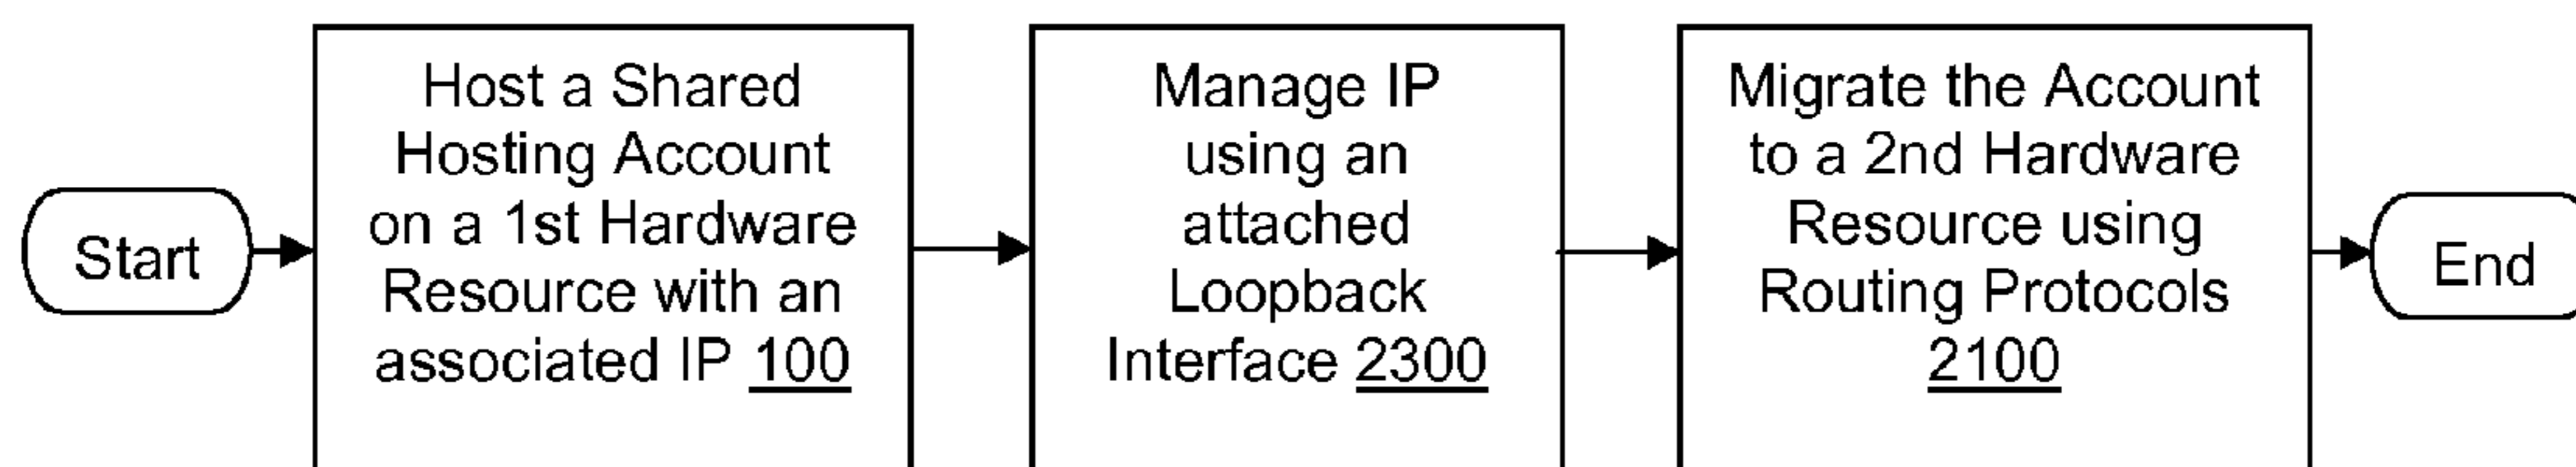 Start
Host a Shared
Hosting Account
on a 1st Hardware
Resource with an
associated IP 100
Manage IP
using an
attached
Loopback
Interface 2300
Migrate the Account
to a 2nd Hardware
Resource using
Routing Protocols
2100
End